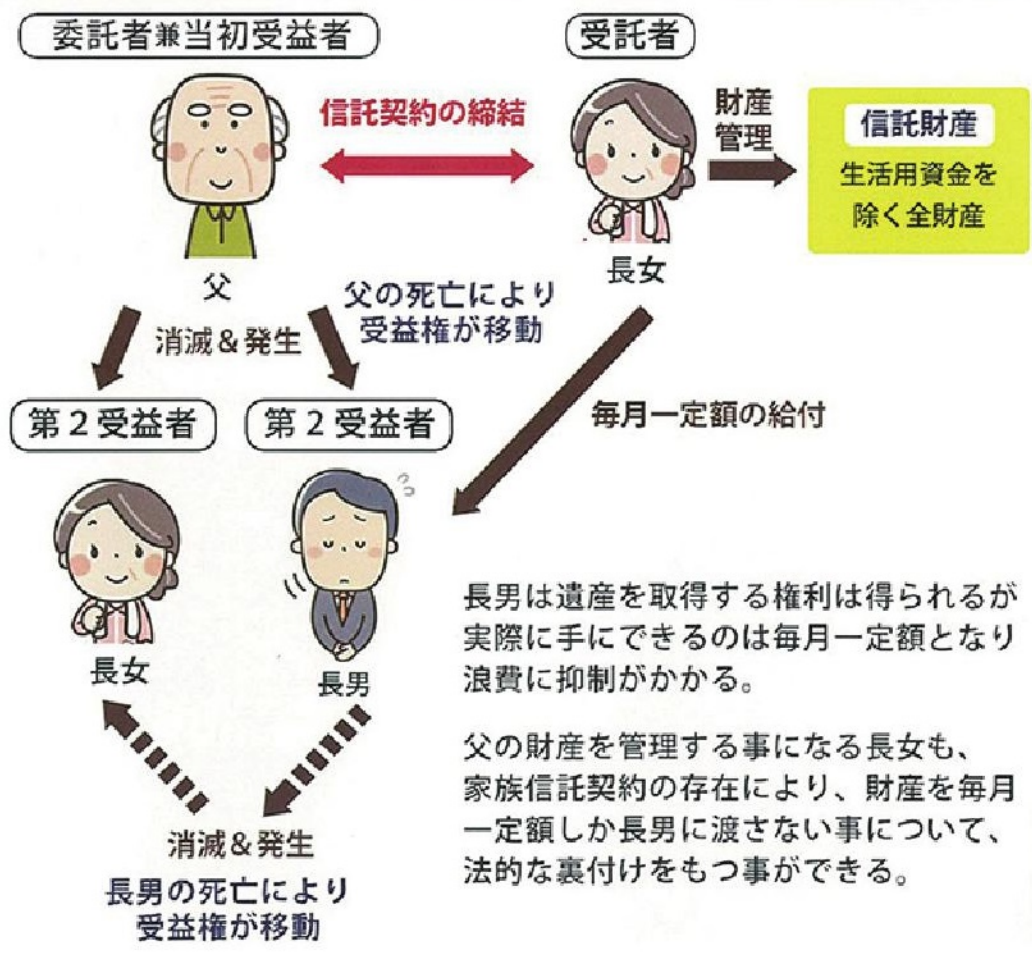 委託者兼当初受益者
受託者
信託契約の締結
財産
管理
信託財産
生活用資金を
除く全財産
父
長女
消滅＆発生
父の死亡により
受益権が移動
第２受益者
第２受益者
毎月一定額の給付
長女
長男
長男は遺産を取得する権利は得られるが
実際に手にできるのは毎月一定額となり
浪費に抑制がかかる。
父の財産を管理する事になる長女も、
家族信託契約の存在により、財産を毎月
一定額しか長男に渡さない事について、
法的な裏付けをもつ事ができる。
消滅＆発生
長男の死亡により
受益権が移動